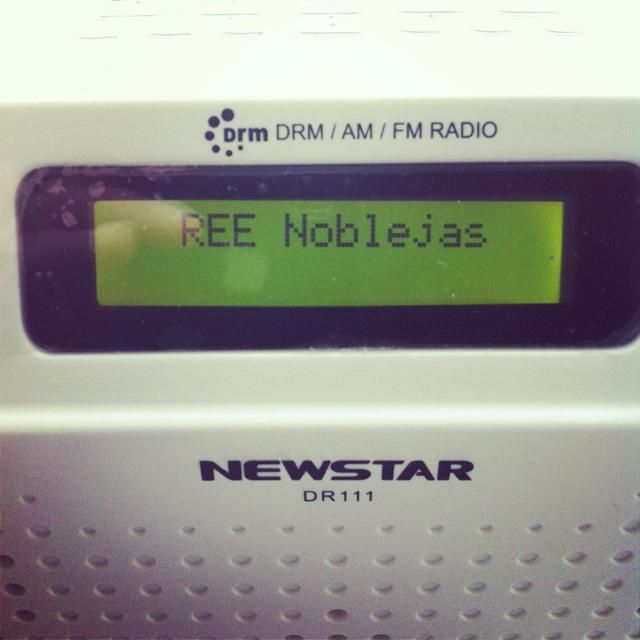 Drm DRM / AM / FM RADIO
REE Noblejas
NEWSTAR
DR111